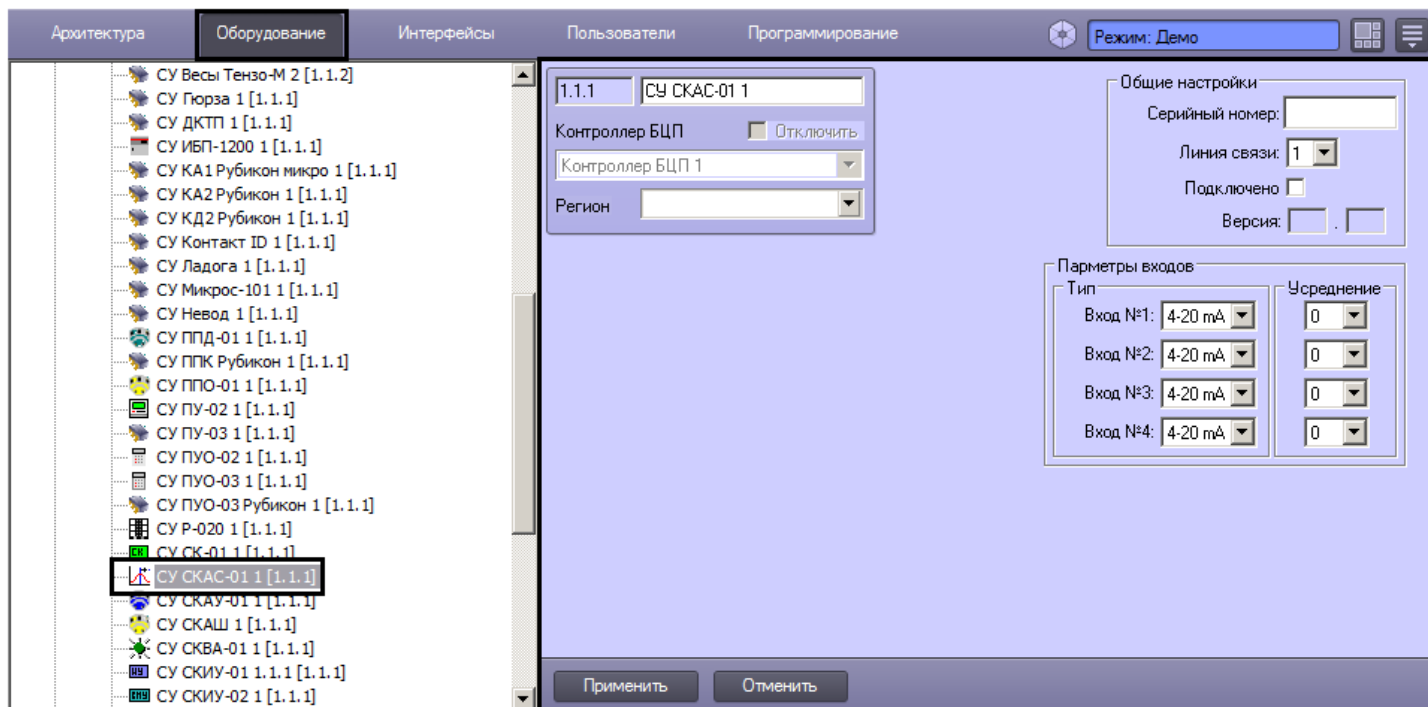 Архитектура Оборудование Интерфейсы Пользователи Программирование Режим: Демо
СУ Весы Тензо-М 2 [1.1.2]
СУ Гюрза 1 [1.1.1]
СУ ДКТП 1 [1.1.1]
СУ ИБП-1200 1 [1.1.1]
СУ КА1 Рубикон микро 1 [1.1.1]
СУ КА2 Рубикон 1 [1.1.1]
СУ КД2 Рубикон 1 [1.1.1]
СУ Контакт ID 1 [1.1.1]
СУ Ладога 1 [1.1.1]
СУ Микрос-101 1 [1.1.1]
СУ Невод 1 [1.1.1]
СУ ППД-01 1 [1.1.1]
СУ ППК Рубикон 1 [1.1.1]
СУ ППО-01 1 [1.1.1]
СУ ПУ-02 1 [1.1.1]
СУ ПУ-03 1 [1.1.1]
СУ ПУО-02 1 [1.1.1]
СУ ПУО-03 1 [1.1.1]
СУ ПУО-03 Рубикон 1 [1.1.1]
СУ Р-020 1 [1.1.1]
СК СУ СК-01 1 [1.1.1]
СУ СКАС-01 1 [1.1.1]
СУ СКАУ-01 1 [1.1.1]
СУ СКАШ 1 [1.1.1]
СУ СКВА-01 1 [1.1.1]
СУ СКИУ-01 1.1.1 [1.1.1]
СУ СКИУ-02 1 [1.1.1]
1.1.1 СУ СКАС-01 1
Контроллер БЦП Отключить
Контроллер БЦП 1
Регион
Общие настройки
Серийный номер:
Линия связи: 1
Подключено
Версия: .
Парметры входов
Тип Усреднение
Вход №1: 4-20 mA 0
Вход №2: 4-20 mA 0
Вход №3: 4-20 mA 0
Вход №4: 4-20 mA 0
Применить Отменить